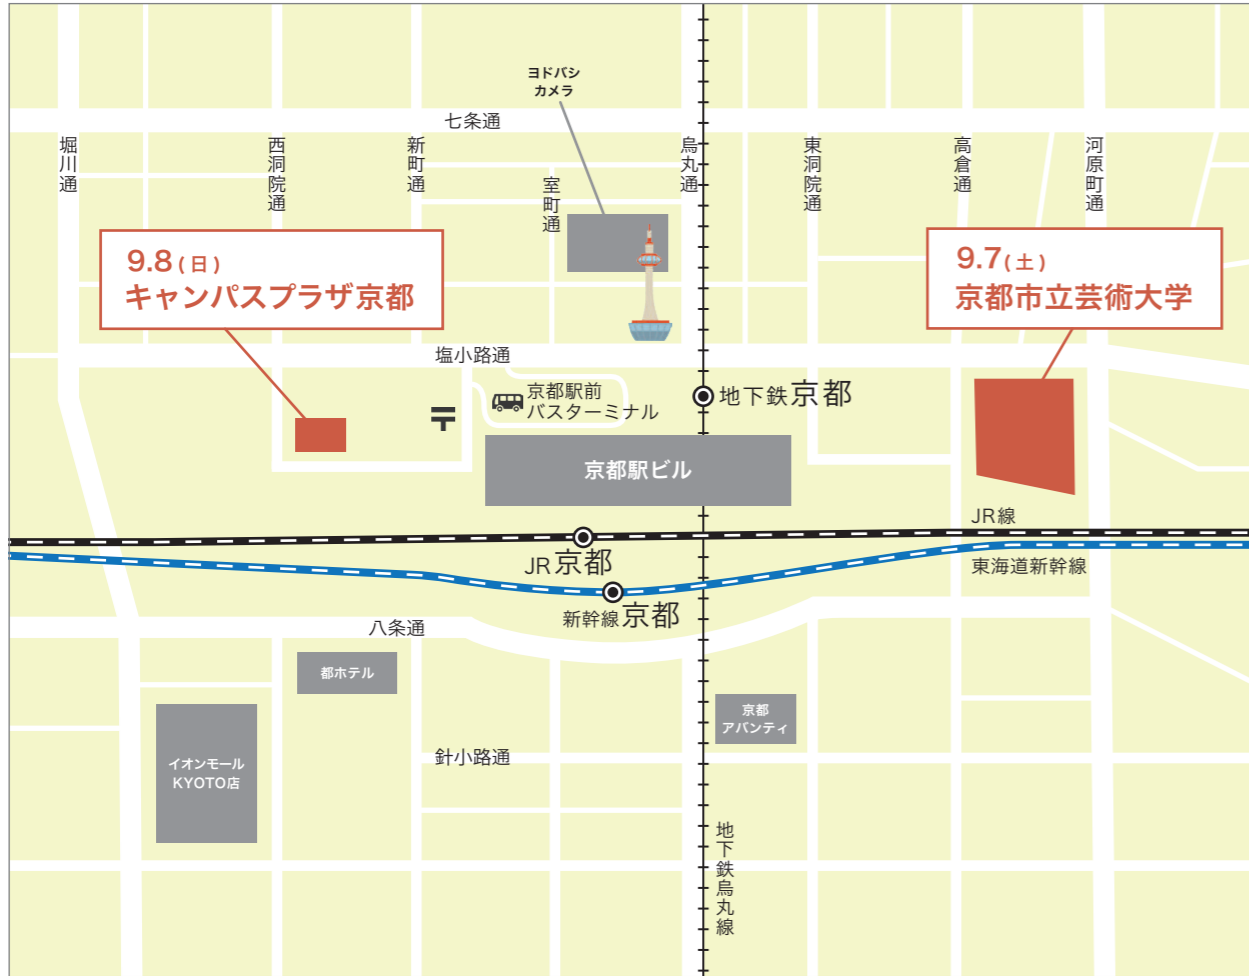 ヨドバシ
カメラ
七条通
堀川通
西洞院通
新町通
室町通
烏丸通
東洞院通
高倉通
河原町通
9.8(日)
キャンパスプラザ京都
9.7(土)
京都市立芸術大学
塩小路通
京都駅前
バスターミナル
〒
地下鉄京都
京都駅ビル
JR線
JR京都
東海道新幹線
新幹線京都
八条通
都ホテル
京都
アバンティ
イオンモール
KYOTO店
針小路通
地下鉄烏丸線